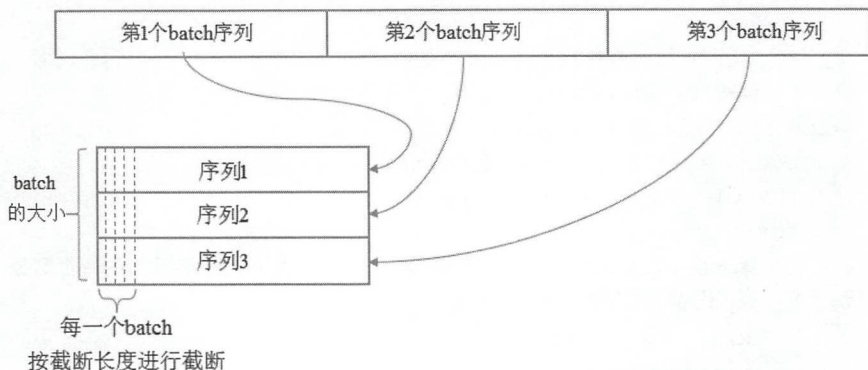 第1个batch序列
第2个batch序列
第3个batch序列
序列1
batch
的大小
序列2
序列3
每一个batch
按截断长度进行截断